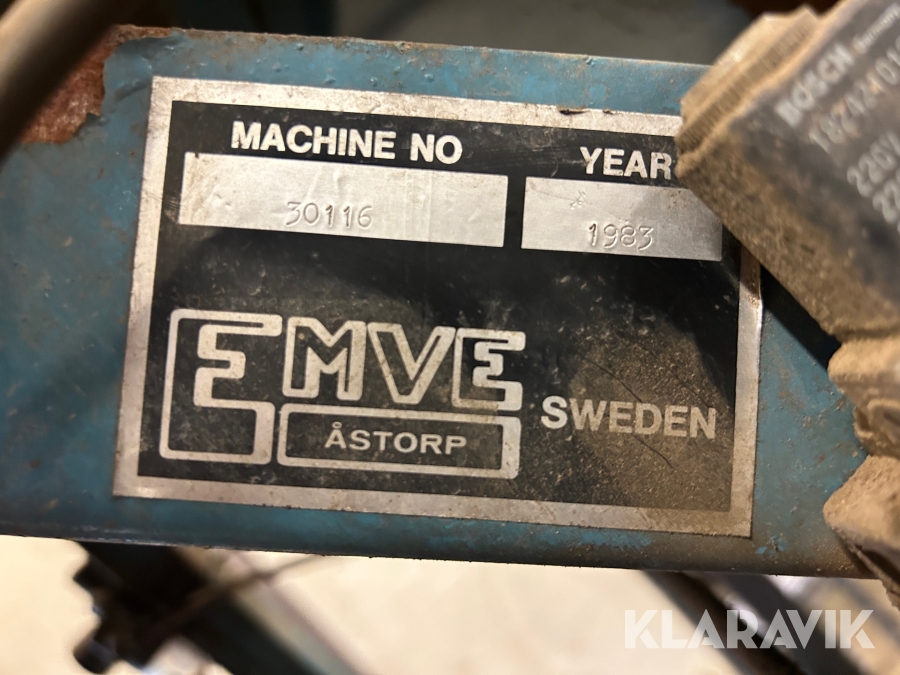 MACHINE NO YEAR
30116 1983
EMVE
ÅSTORP
SWEDEN
BOSCH
KLARAVIK